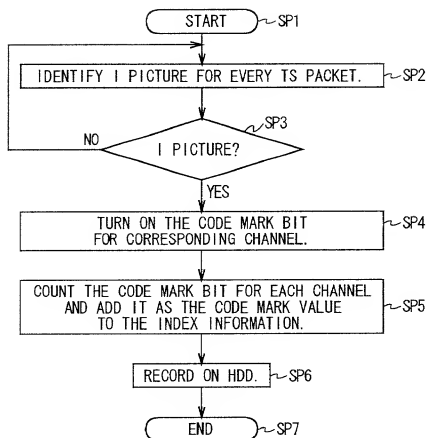 START
SP1
IDENTIFY I PICTURE FOR EVERY TS PACKET.
SP2
SP3
I PICTURE?
NO
YES
TURN ON THE CODE MARK BIT
FOR CORRESPONDING CHANNEL.
SP4
COUNT THE CODE MARK BIT FOR EACH CHANNEL
AND ADD IT AS THE CODE MARK VALUE
TO THE INDEX INFORMATION.
SP5
RECORD ON HDD.
SP6
END
SP7